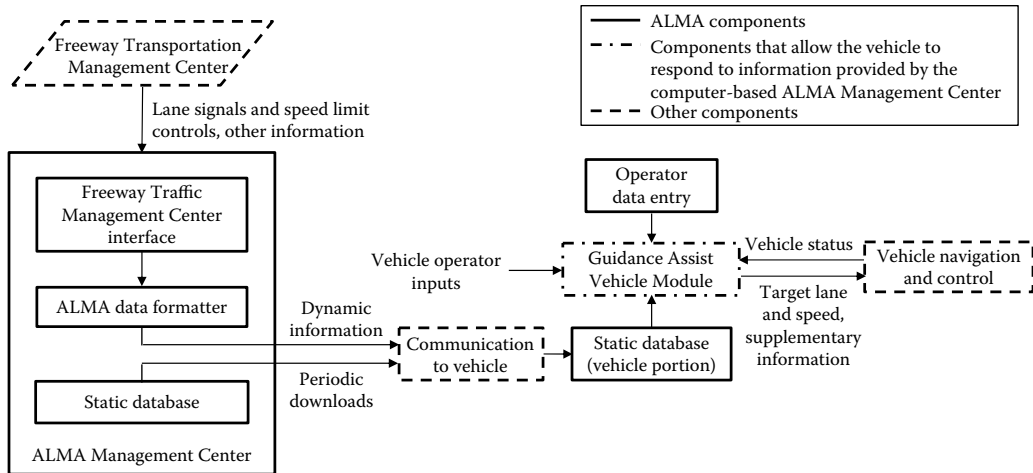 Freeway Transportation
Management Center
Lane signals and speed limit
controls, other information
Freeway Traffic
Management Center
interface
ALMA data formatter
Static database
ALMA Management Center
Dynamic
information
Periodic
downloads
Communication
to vehicle
Vehicle operator
inputs
Operator
data entry
Guidance Assist
Vehicle Module
Static database
(vehicle portion)
Vehicle status
Target lane
and speed,
supplementary
information
Vehicle navigation
and control
ALMA components
Components that allow the vehicle to
respond to information provided by the
computer-based ALMA Management Center
Other components